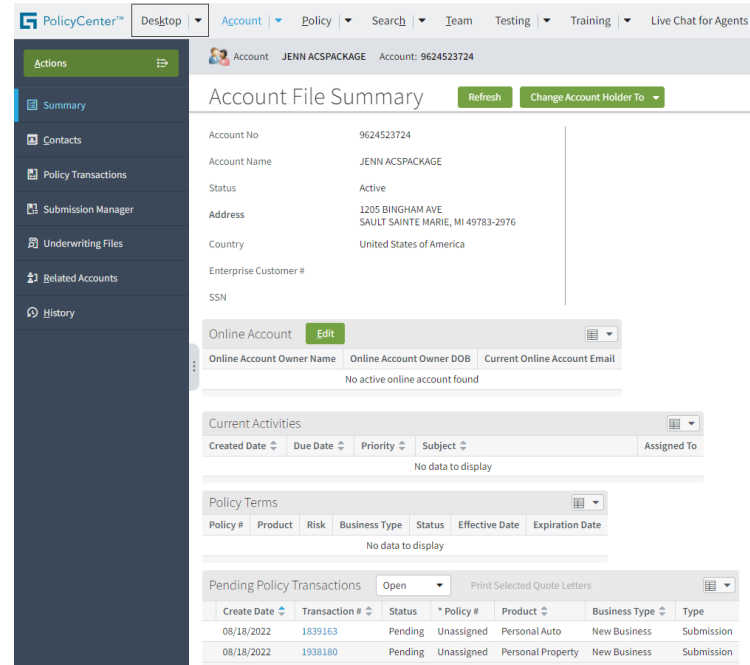 PolicyCenter™ Desktop Account Policy Search Team Testing Training Live Chat for Agents
Actions
Summary
Contacts
Policy Transactions
Submission Manager
Underwriting Files
Related Accounts
History
Account JENN ACSPACKAGE Account: 9624523724
Account File Summary Refresh Change Account Holder To
Account No 9624523724
Account Name JENN ACSPACKAGE
Status Active
Address 1205 BINGHAM AVE
SAULT SAINTE MARIE, MI 49783-2976
Country United States of America
Enterprise Customer #
SSN
Online Account Edit
Online Account Owner Name Online Account Owner DOB Current Online Account Email
No active online account found
Current Activities
Created Date Due Date Priority Subject Assigned To
No data to display
Policy Terms
Policy # Product Risk Business Type Status Effective Date Expiration Date
No data to display
Pending Policy Transactions Open Print Selected Quote Letters
Create Date Transaction # Status * Policy # Product Business Type Type
08/18/2022 1839163 Pending Unassigned Personal Auto New Business Submission
08/18/2022 1938180 Pending Unassigned Personal Property New Business Submission